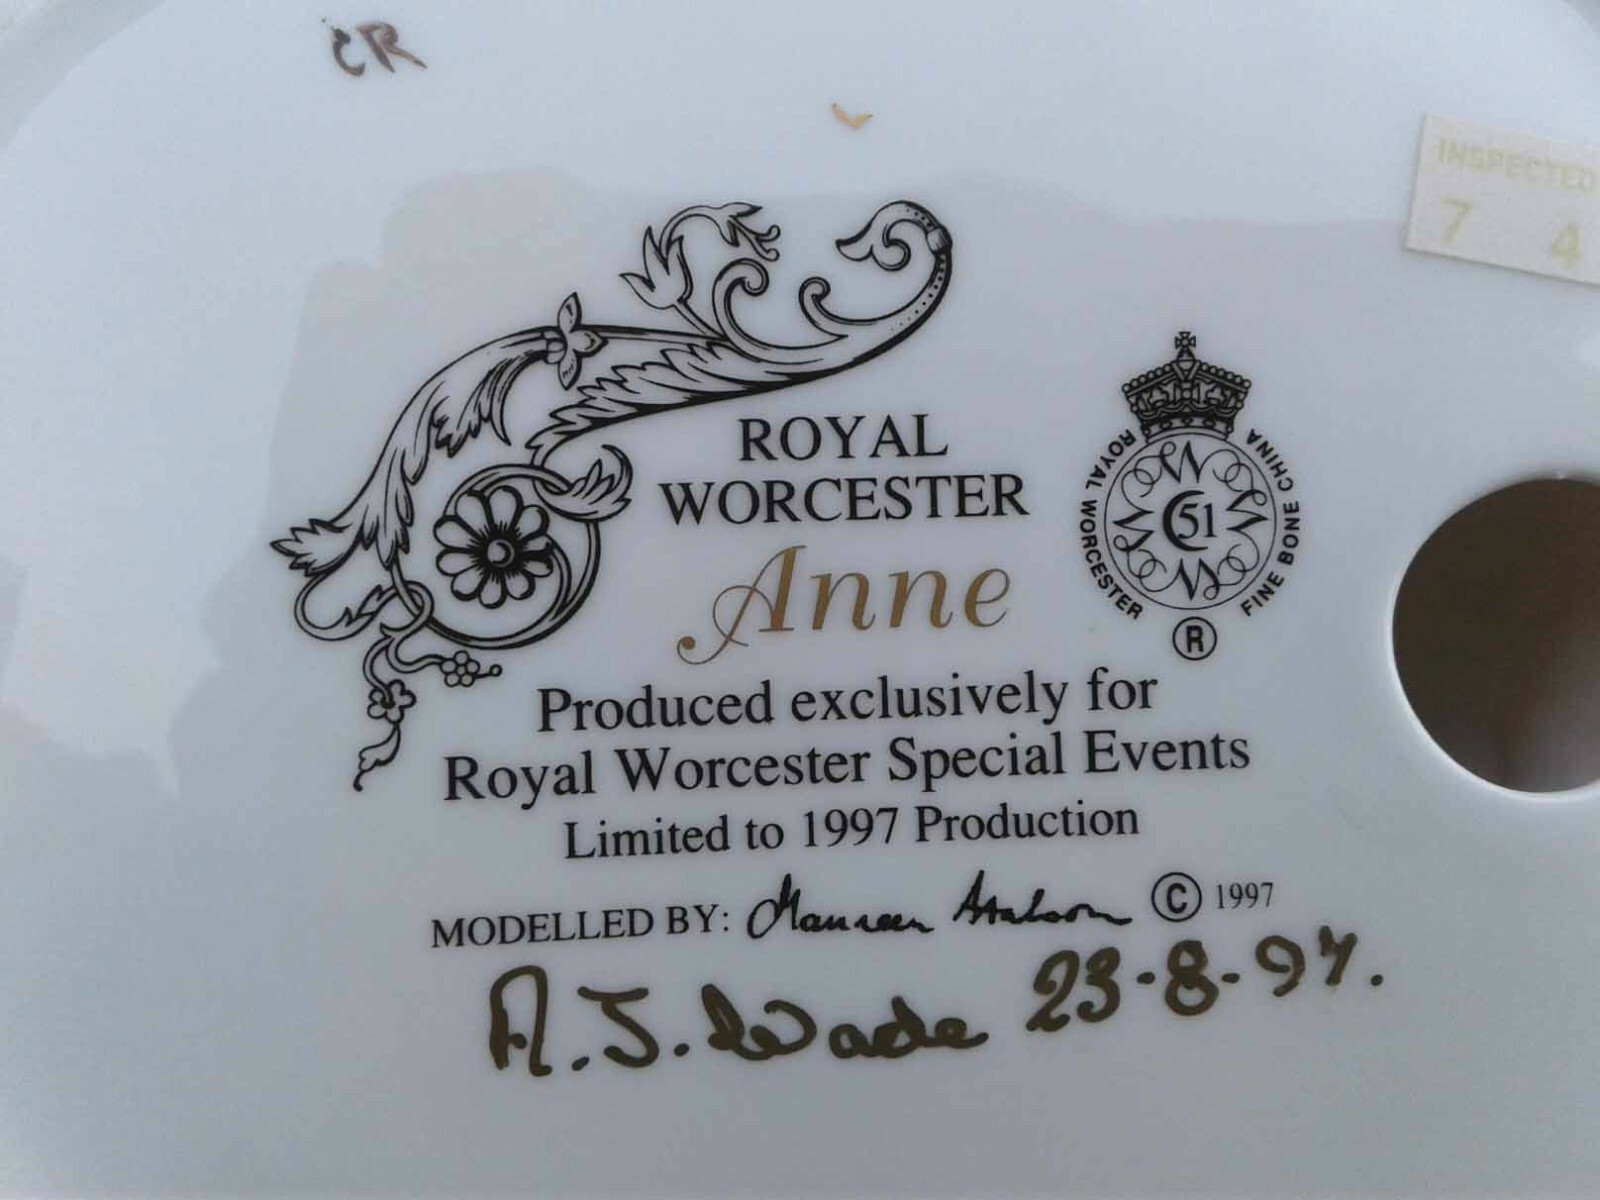 CR
INSPECTED
7 4
ROYAL
WORCESTER
Anne
ROYAL WORCESTER FINE BONE CHINA
51
®
Produced exclusively for
Royal Worcester Special Events
Limited to 1997 Production
MODELLED BY: Maureen Halson © 1997
A.J. Wade 23-8-97.